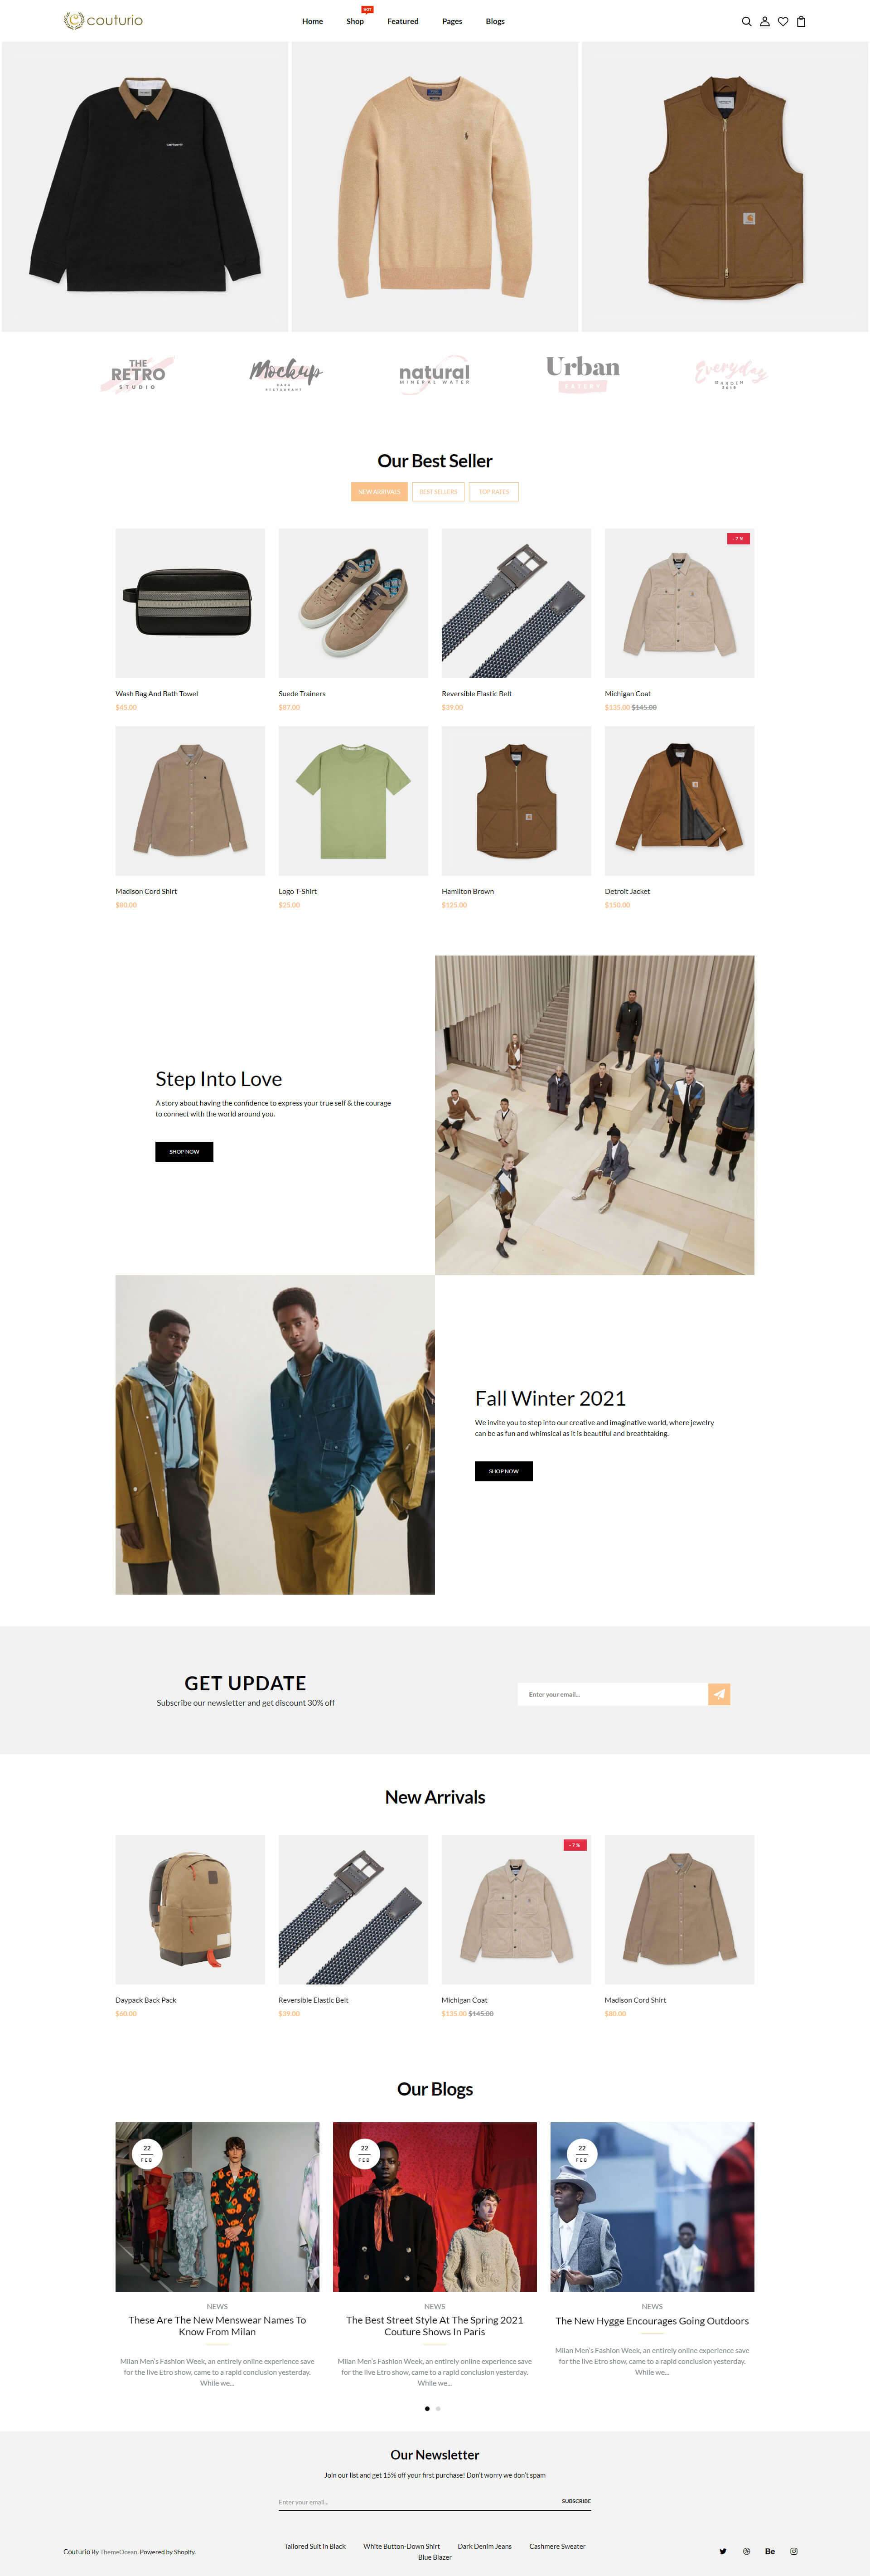 couturio
Home
HOT
Shop
Featured
Pages
Blogs
carhartt
THE
RETRO
STUDIO
Mockup
BARS
RESTAURANT
natural
MINERAL WATER
Urban
EATERY
Everyday
GARDEN
2018
Our Best Seller
NEW ARRIVALS
BEST SELLERS
TOP RATES
- 7 %
Wash Bag And Bath Towel
$45.00
Suede Trainers
$87.00
Reversible Elastic Belt
$39.00
Michigan Coat
$135.00 $145.00
Madison Cord Shirt
$80.00
Logo T-Shirt
$25.00
Hamilton Brown
$125.00
Detroit Jacket
$150.00
Step Into Love
A story about having the confidence to express your true self & the courage
to connect with the world around you.
SHOP NOW
Fall Winter 2021
We invite you to step into our creative and imaginative world, where jewelry
can be as fun and whimsical as it is beautiful and breathtaking.
SHOP NOW
GET UPDATE
Subscribe our newsletter and get discount 30% off
Enter your email...
New Arrivals
- 7 %
Daypack Back Pack
$60.00
Reversible Elastic Belt
$39.00
Michigan Coat
$135.00 $145.00
Madison Cord Shirt
$80.00
Our Blogs
22
FEB
22
FEB
22
FEB
NEWS
These Are The New Menswear Names To
Know From Milan
Milan Men's Fashion Week, an entirely online experience save
for the live Etro show, came to a rapid conclusion yesterday.
While we...
NEWS
The Best Street Style At The Spring 2021
Couture Shows In Paris
Milan Men's Fashion Week, an entirely online experience save
for the live Etro show, came to a rapid conclusion yesterday.
While we...
NEWS
The New Hygge Encourages Going Outdoors
Milan Men's Fashion Week, an entirely online experience save
for the live Etro show, came to a rapid conclusion yesterday.
While we...
Our Newsletter
Join our list and get 15% off your first purchase! Don't worry we don't spam
Enter your email...
SUBSCRIBE
Couturio By ThemeOcean. Powered by Shopify.
Tailored Suit in Black
White Button-Down Shirt
Dark Denim Jeans
Cashmere Sweater
Blue Blazer
Bē